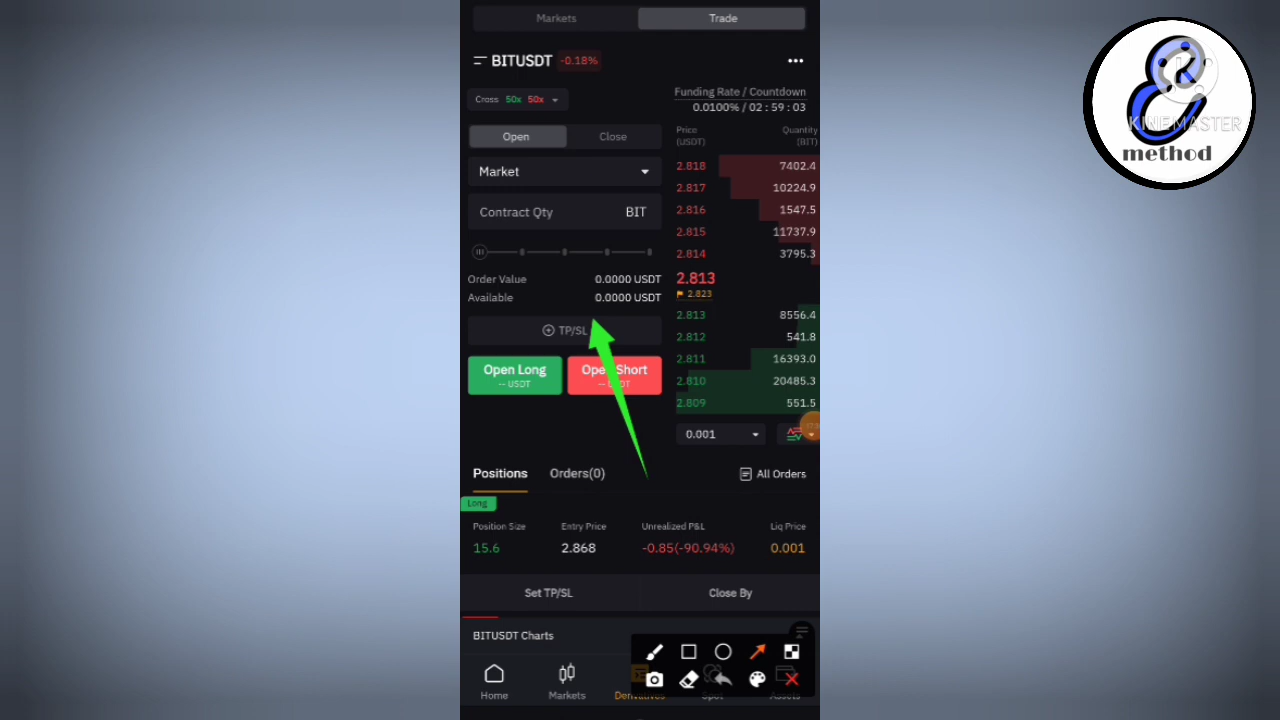 Markets Trade
BITUSDT -0.18%
Funding Rate / Countdown
0.0100% / 02 : 59 : 03
Cross 50x 50x
Open Close
Market
Contract Qty BIT
Order Value 0.0000 USDT
Available 0.0000 USDT
TP/SL
Open Long
-- USDT
Open Short
Price (USDT) Quantity (BIT)
2.818 7402.4
2.817 10224.9
2.816 1547.5
2.815 11737.9
2.814 3795.3
2.813
2.823
2.813 8556.4
2.812 541.8
2.811 16393.0
2.810 20485.3
2.809 551.5
0.001
Positions Orders(0) All Orders
Long
Position Size Entry Price Unrealized P&L Liq Price
15.6 2.868 -0.85(-90.94%) 0.001
Set TP/SL Close By
BITUSDT Charts
Home Markets Derivatives Spot Assets
KINEMASTER
method